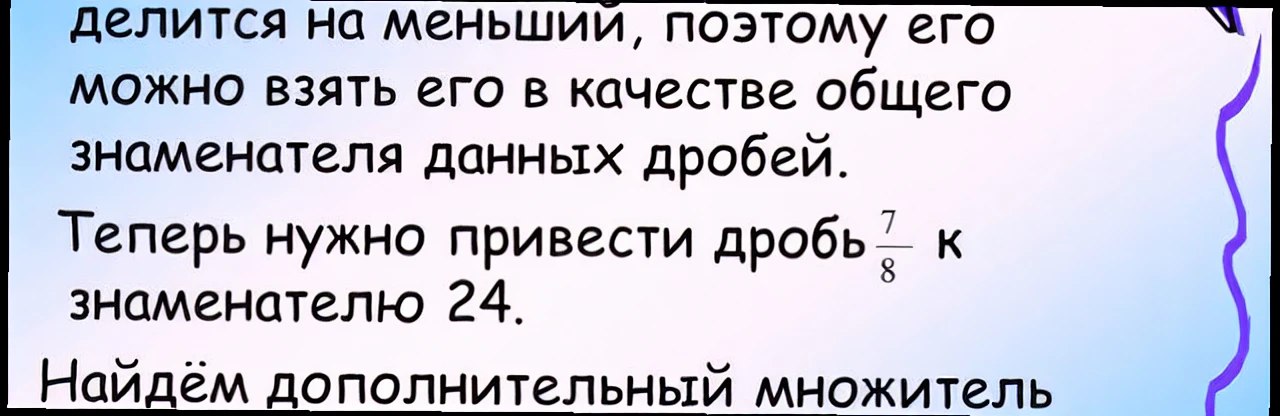 делится на меньший, поэтому его
можно взять его в качестве общего
знаменателя данных дробей.
Теперь нужно привести дробь 7/8 к
знаменателю 24.
Найдём дополнительный множитель